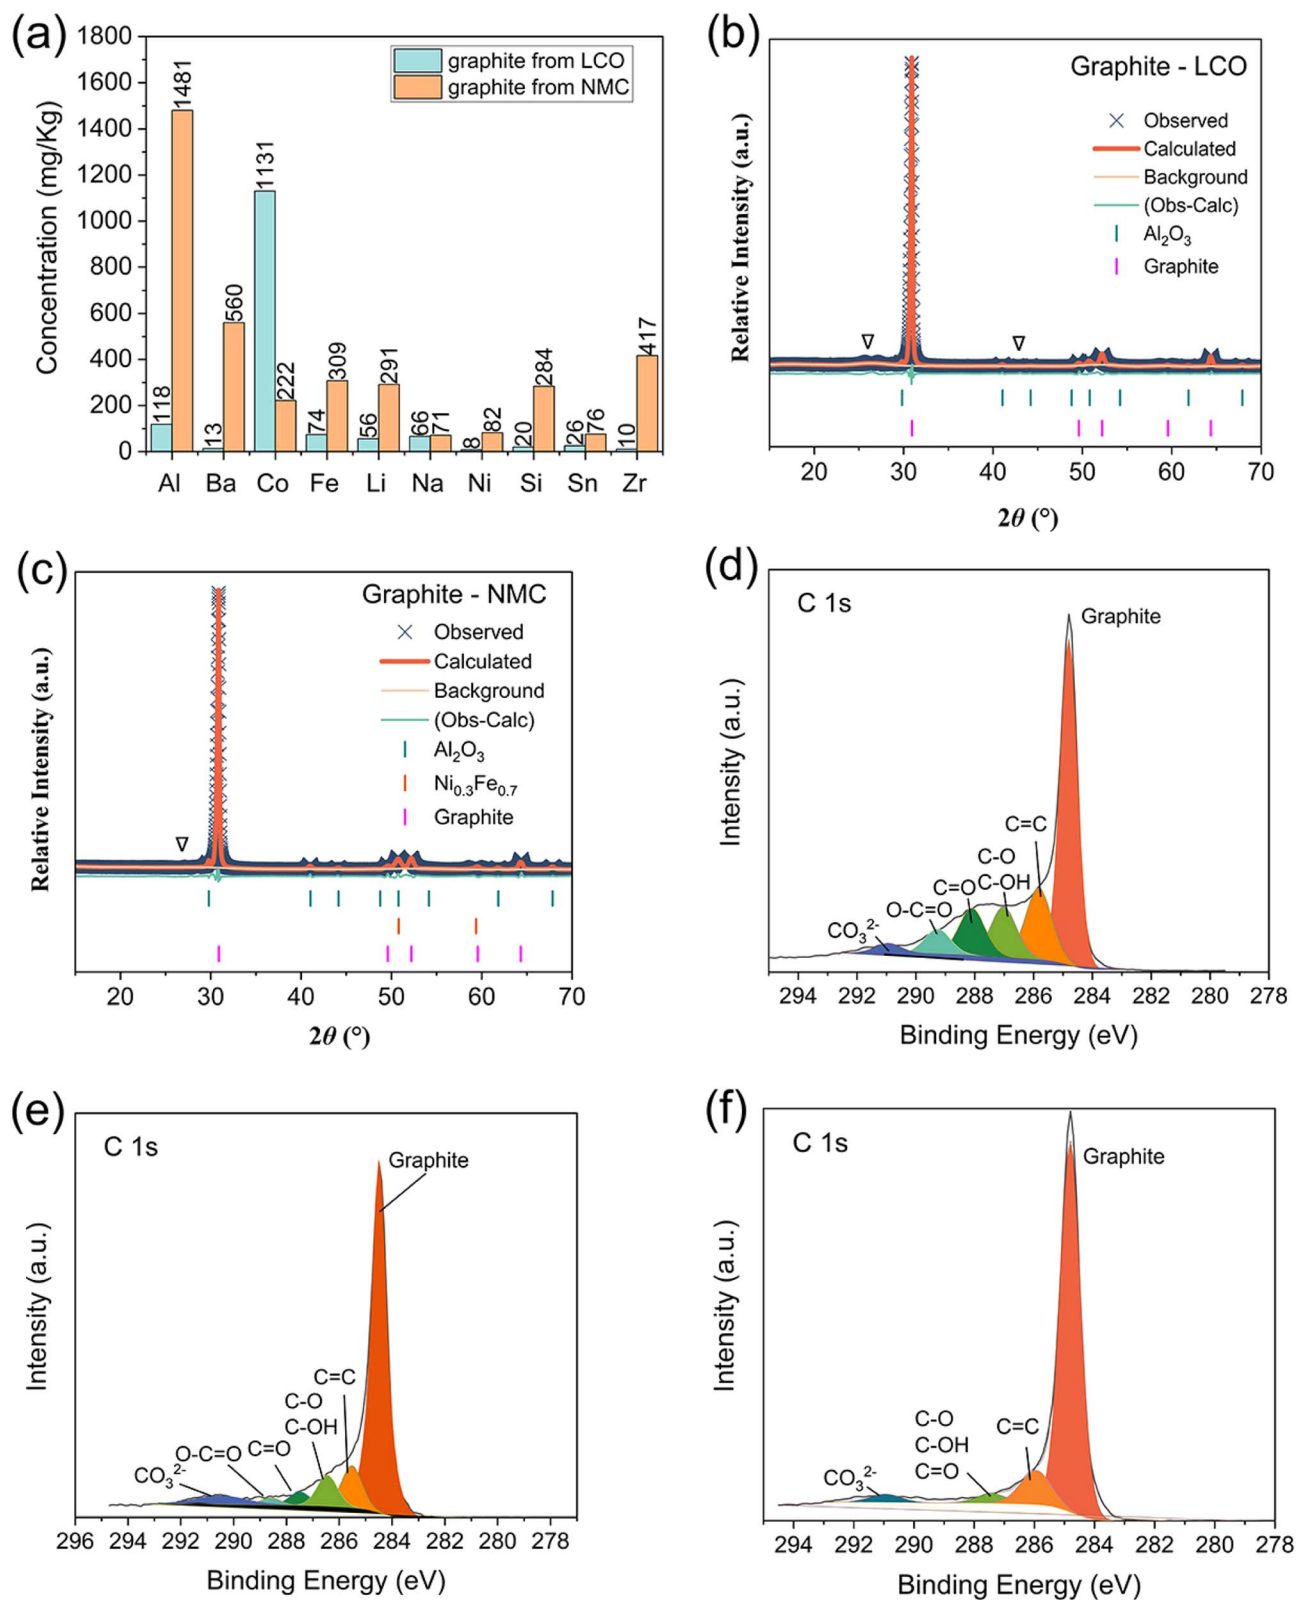 (a)
1800
1600
1400
1200
1000
800
600
400
200
0
Concentration (mg/Kg)
graphite from LCO
graphite from NMC
118
1481
13
560
1131
222
74
309
56
291
66
71
8
82
20
284
26
76
10
417
Al Ba Co Fe Li Na Ni Si Sn Zr
(b)
Graphite - LCO
Observed
Calculated
Background
(Obs-Calc)
Al₂O₃
Graphite
Relative Intensity (a.u.)
20 30 40 50 60 70
2θ (°)
(c)
Graphite - NMC
Observed
Calculated
Background
(Obs-Calc)
Al₂O₃
Ni₀.₃Fe₀.₇
Graphite
Relative Intensity (a.u.)
20 30 40 50 60 70
2θ (°)
(d)
C 1s
Graphite
C=C
C-O
C-OH
C=O
O-C=O
CO₃²⁻
Intensity (a.u.)
294 292 290 288 286 284 282 280 278
Binding Energy (eV)
(e)
C 1s
Graphite
C=C
C-O
C-OH
C=O
O-C=O
CO₃²⁻
Intensity (a.u.)
296 294 292 290 288 286 284 282 280 278
Binding Energy (eV)
(f)
C 1s
Graphite
C-O
C-OH
C=O
C=C
CO₃²⁻
Intensity (a.u.)
294 292 290 288 286 284 282 280 278
Binding Energy (eV)